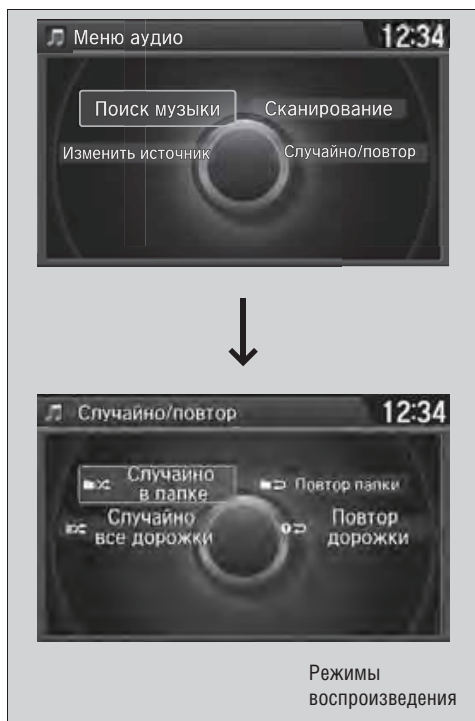 Меню аудио 12:34
Поиск музыки Сканирование
Изменить источник Случайно/повтор
Случайно/повтор 12:34
Случайно
в папке
Повтор папки
Случайно
все дорожки
Повтор
дорожки
Режимы
воспроизведения